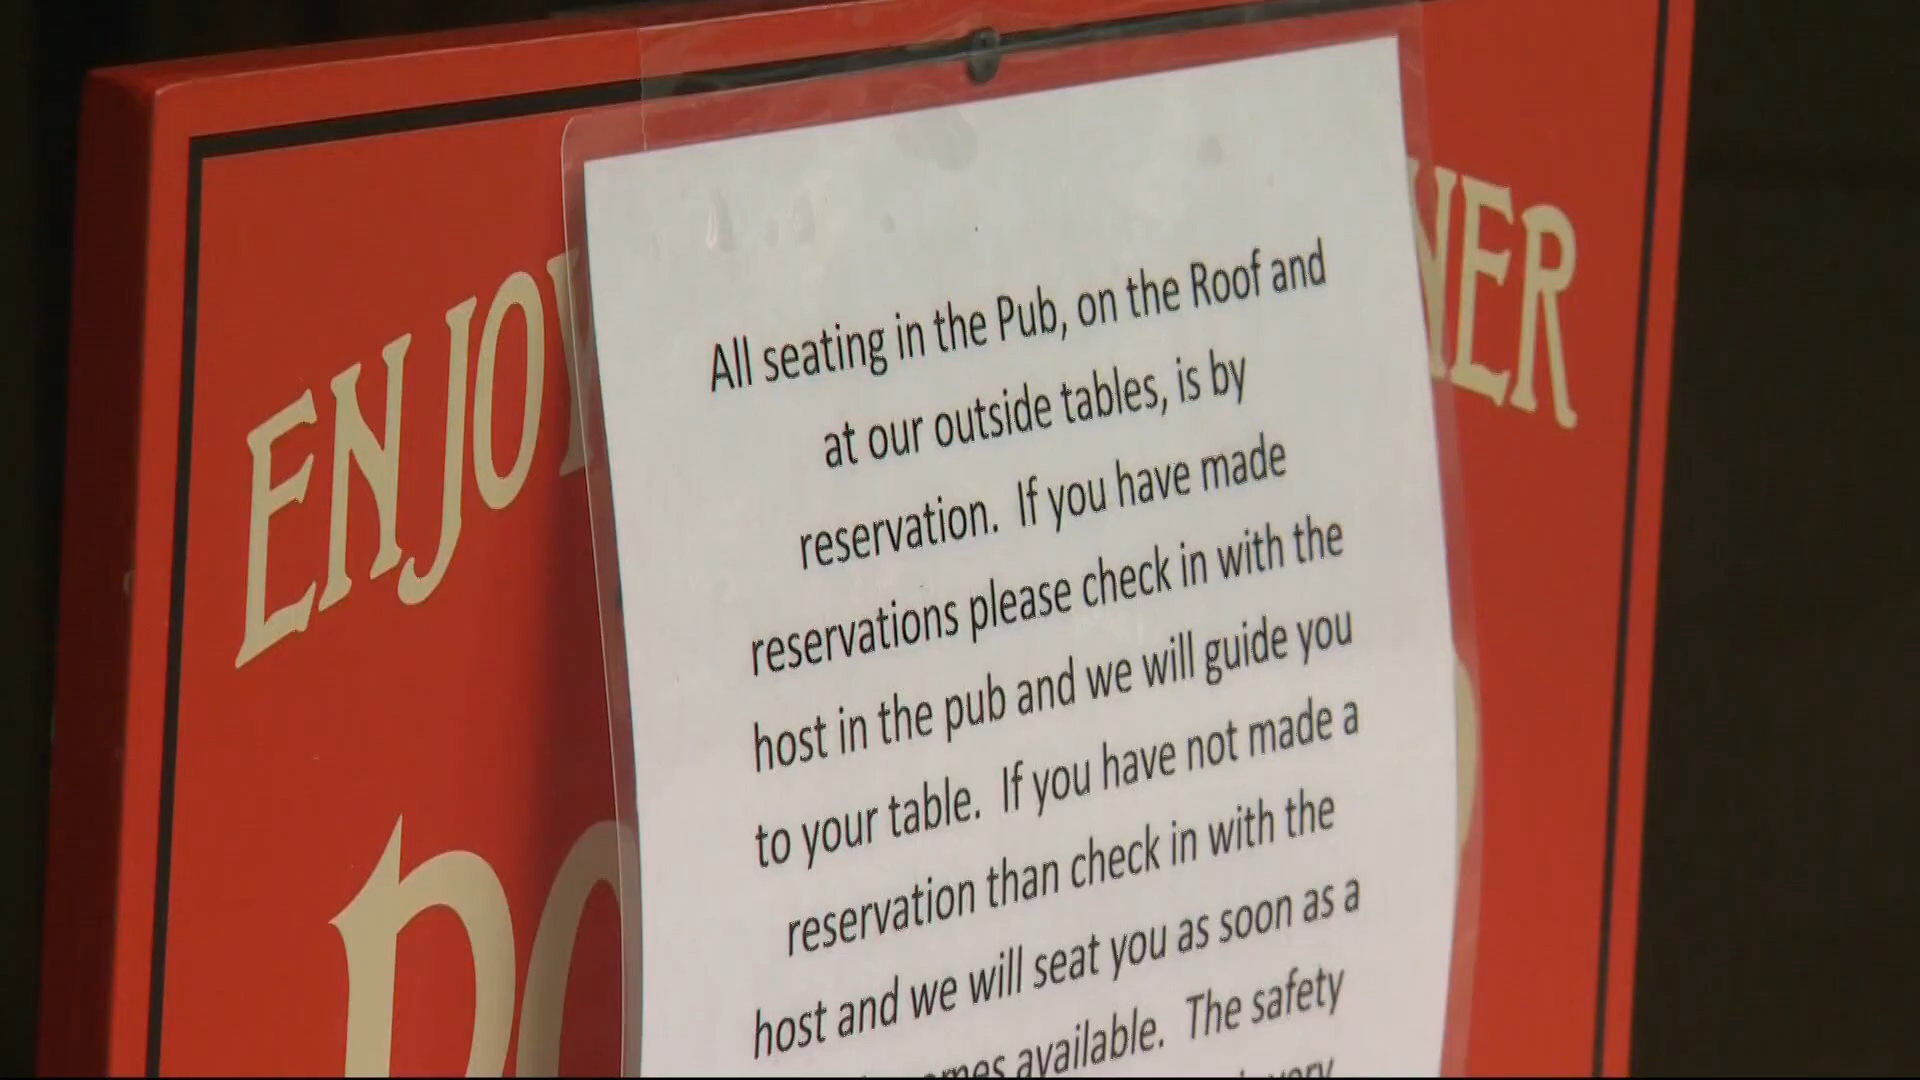 ENJOY
NER
All seating in the Pub, on the Roof and
at our outside tables, is by
reservation. If you have made
reservations please check in with the
host in the pub and we will guide you
to your table. If you have not made a
reservation than check in with the
host and we will seat you as soon as a
available. The safety
very